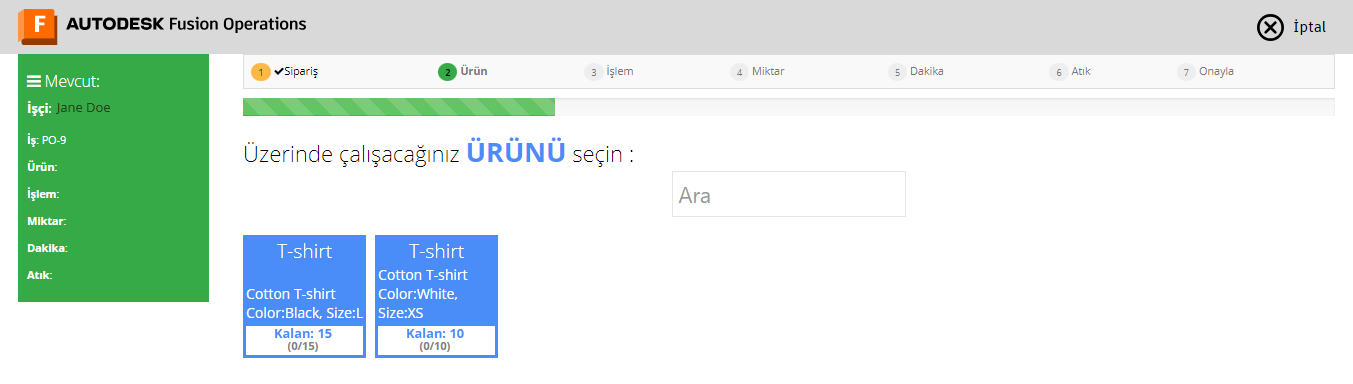 F AUTODESK Fusion Operations
İptal
Mevcut:
İşçi: Jane Doe
İş: PO-9
Ürün:
İşlem:
Miktar:
Dakika:
Atık:
1 Sipariş 2 Ürün 3 İşlem 4 Miktar 5 Dakika 6 Atık 7 Onayla
Üzerinde çalışacağınız ÜRÜNÜ seçin :
Ara
T-shirt
Cotton T-shirt
Color:Black, Size:L
Kalan: 15
(0/15)
T-shirt
Cotton T-shirt
Color:White,
Size:XS
Kalan: 10
(0/10)